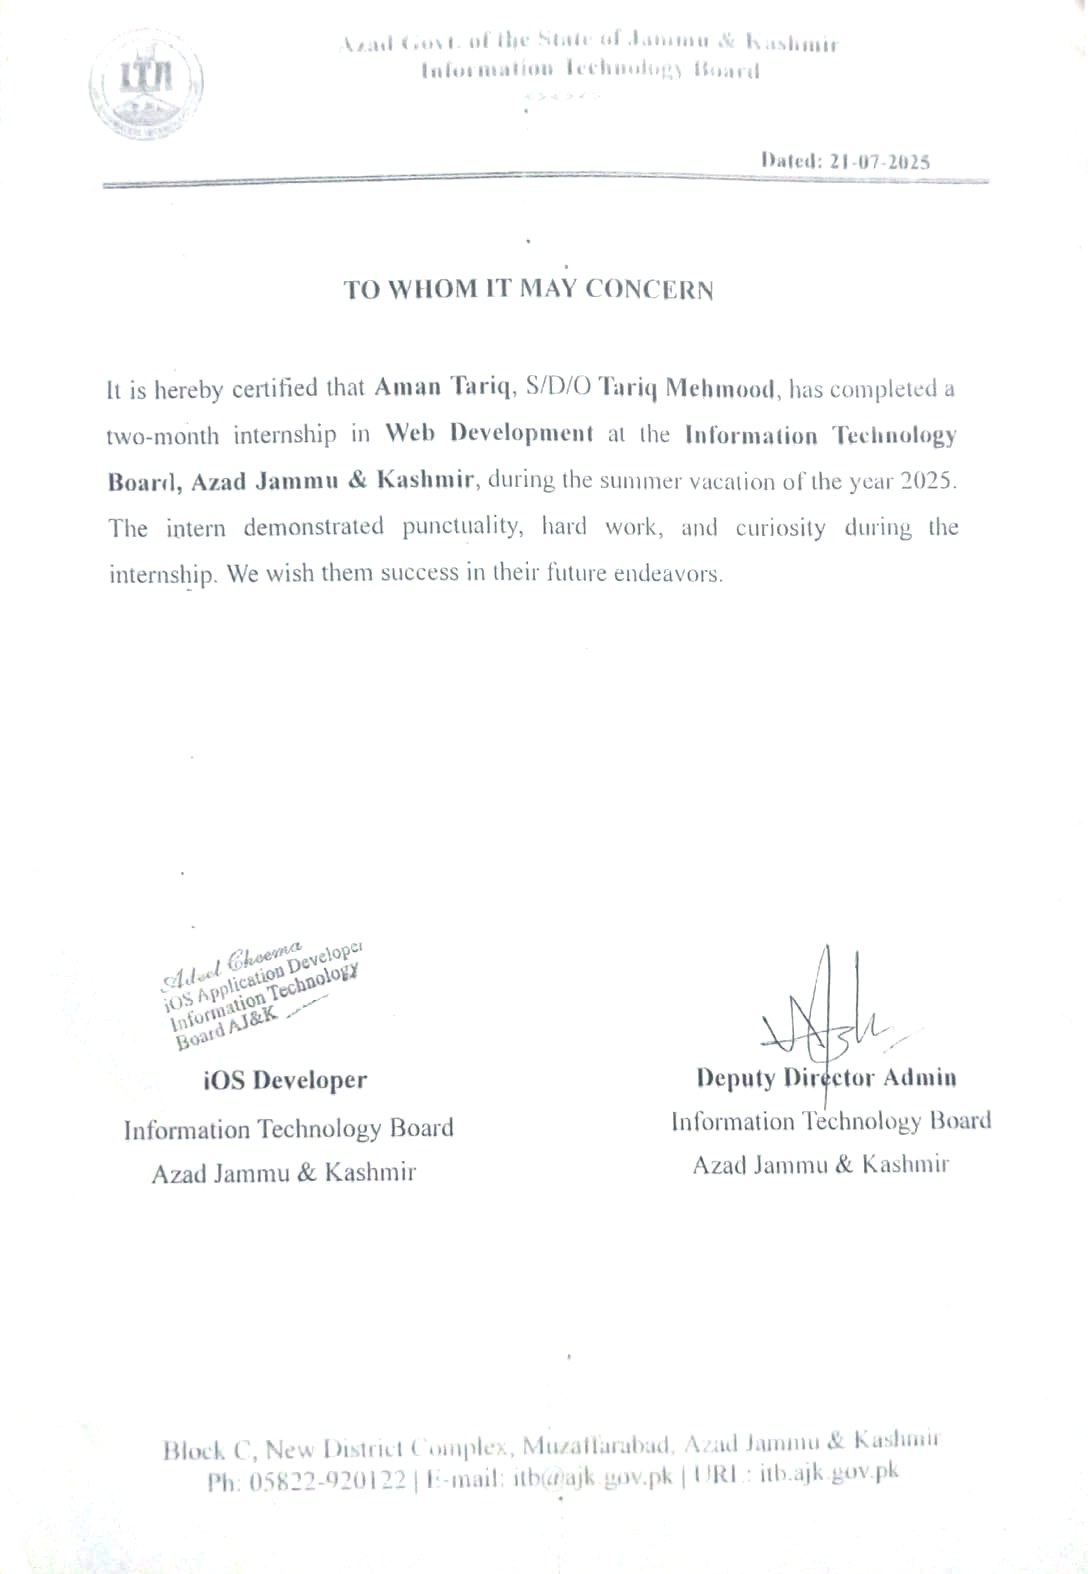 Azad Govt. of the State of Jammu & Kashmir
Information Technology Board
Dated: 21-07-2025
TO WHOM IT MAY CONCERN
It is hereby certified that Aman Tariq, S/D/O Tariq Mehmood, has completed a
two-month internship in Web Development at the Information Technology
Board, Azad Jammu & Kashmir, during the summer vacation of the year 2025.
The intern demonstrated punctuality, hard work, and curiosity during the
internship. We wish them success in their future endeavors.
Adeel Cheema
iOS Application Developer
Information Technology
Board AJ&K
iOS Developer
Information Technology Board
Azad Jammu & Kashmir
Deputy Director Admin
Information Technology Board
Azad Jammu & Kashmir
Block C, New District Complex, Muzaffarabad, Azad Jammu & Kashmir
Ph: 05822-920122 | E-mail: itb@ajk.gov.pk | URL: itb.ajk.gov.pk